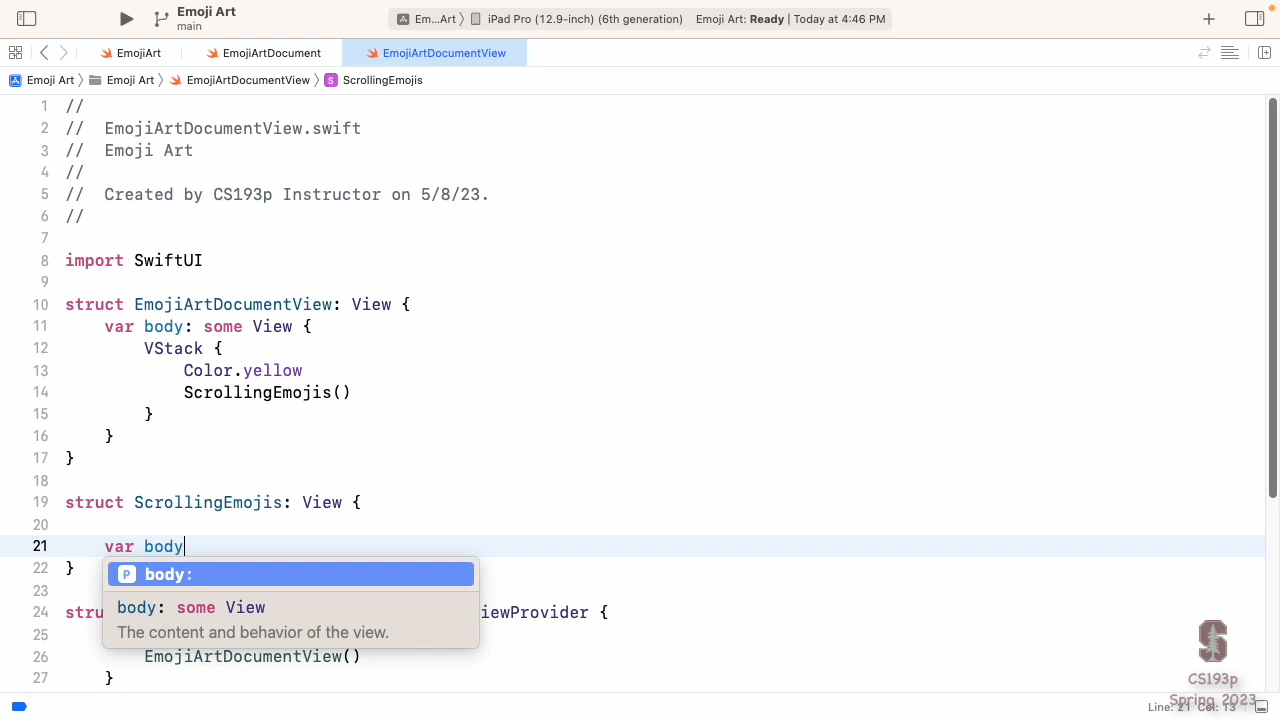 Emoji Art
main
Em...Art 〉 iPad Pro (12.9-inch) (6th generation) Emoji Art: Ready | Today at 4:46 PM
EmojiArt EmojiArtDocument EmojiArtDocumentView
Emoji Art 〉 Emoji Art 〉 EmojiArtDocumentView 〉 S ScrollingEmojis
1 //
2 //  EmojiArtDocumentView.swift
3 //  Emoji Art
4 //
5 //  Created by CS193p Instructor on 5/8/23.
6 //
7
8 import SwiftUI
9
10 struct EmojiArtDocumentView: View {
11     var body: some View {
12         VStack {
13             Color.yellow
14             ScrollingEmojis()
15         }
16     }
17 }
18
19 struct ScrollingEmojis: View {
20
21     var body
22 }
P body:
23
body: some View
24 stru iewProvider {
The content and behavior of the view.
25
26         EmojiArtDocumentView()
27     }
S
CS193p
Spring 2023
Line: 21 Col: 13